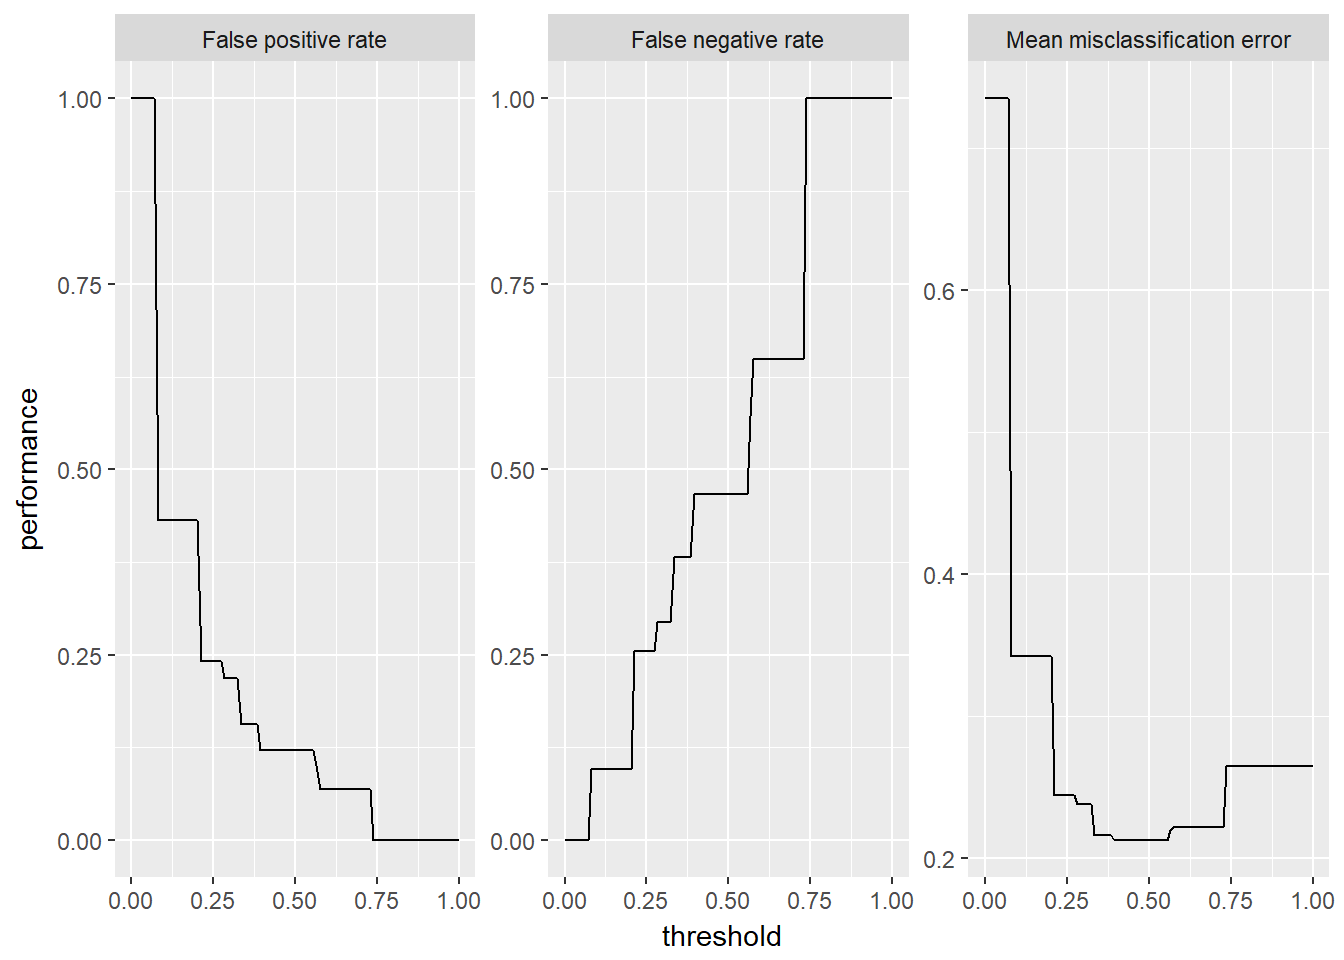 False positive rate
False negative rate
Mean misclassification error
performance
1.00
0.75
0.50
0.25
0.00
1.00
0.75
0.50
0.25
0.00
0.6
0.4
0.2
0.00 0.25 0.50 0.75 1.00
0.00 0.25 0.50 0.75 1.00
0.00 0.25 0.50 0.75 1.00
threshold